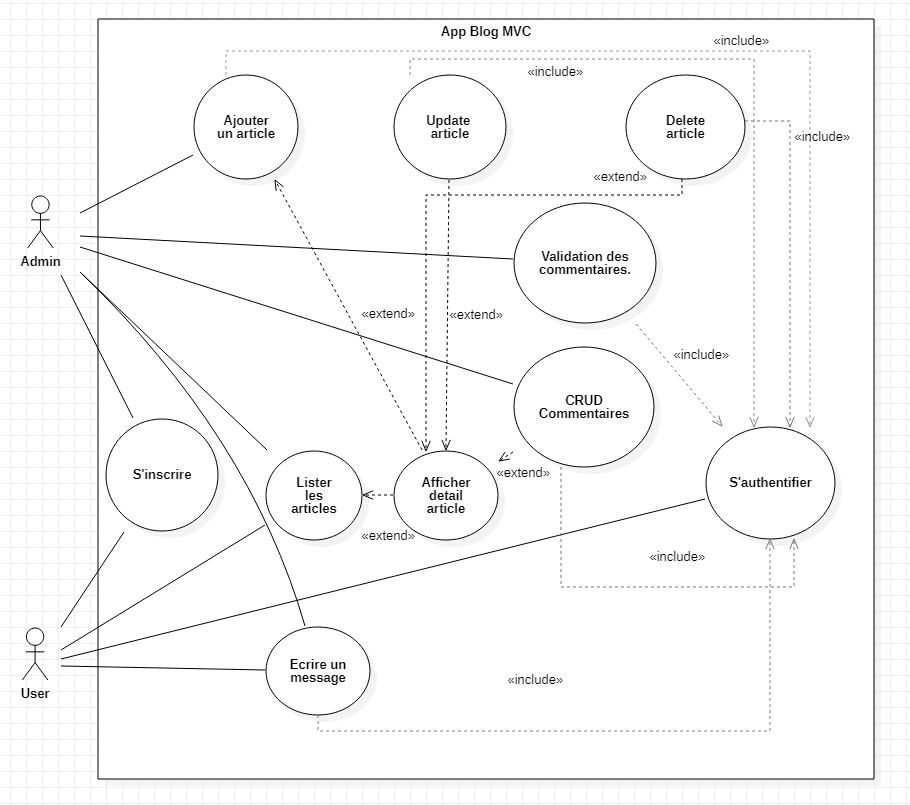 App Blog MVC
«include»
«include»
Ajouter
un article
Update
article
Delete
article
«include»
«extend»
Admin
Validation des
commentaires.
«extend»
«extend»
«include»
CRUD
Commentaires
S'inscrire
Lister
les
articles
Afficher
detail
article
«extend»
S'authentifier
«extend»
«include»
User
Ecrire un
message
«include»